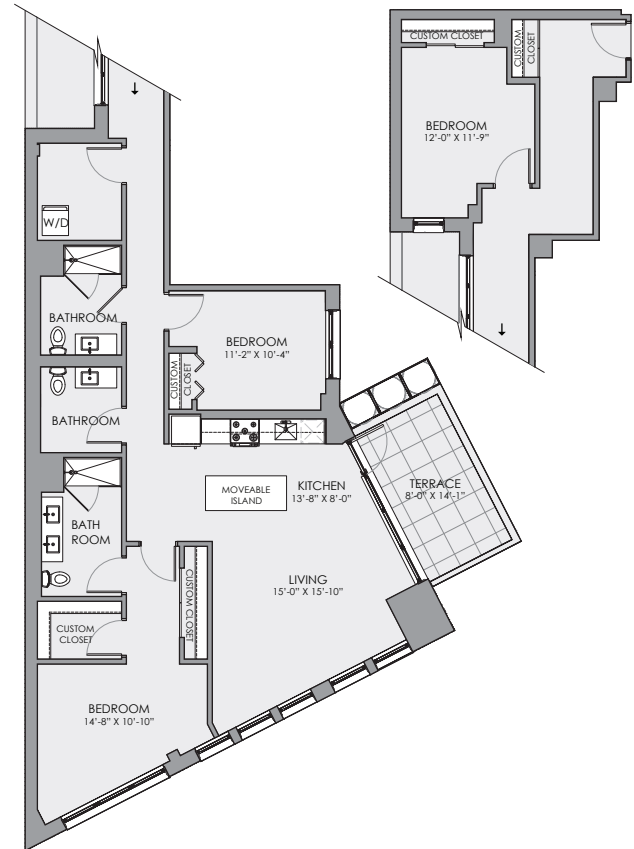 CUSTOM CLOSET
CUSTOM
CLOSET
BEDROOM
12'-0" X 11'-9"
W/D
BATHROOM
BEDROOM
11'-2" X 10'-4"
CUSTOM
CLOSET
BATHROOM
MOVEABLE
ISLAND
KITCHEN
13'-8" X 8'-0"
TERRACE
8'-0" X 14'-1"
BATH
ROOM
LIVING
15'-0" X 15'-10"
CUSTOM CLOSET
CUSTOM
CLOSET
BEDROOM
14'-8" X 10'-10"